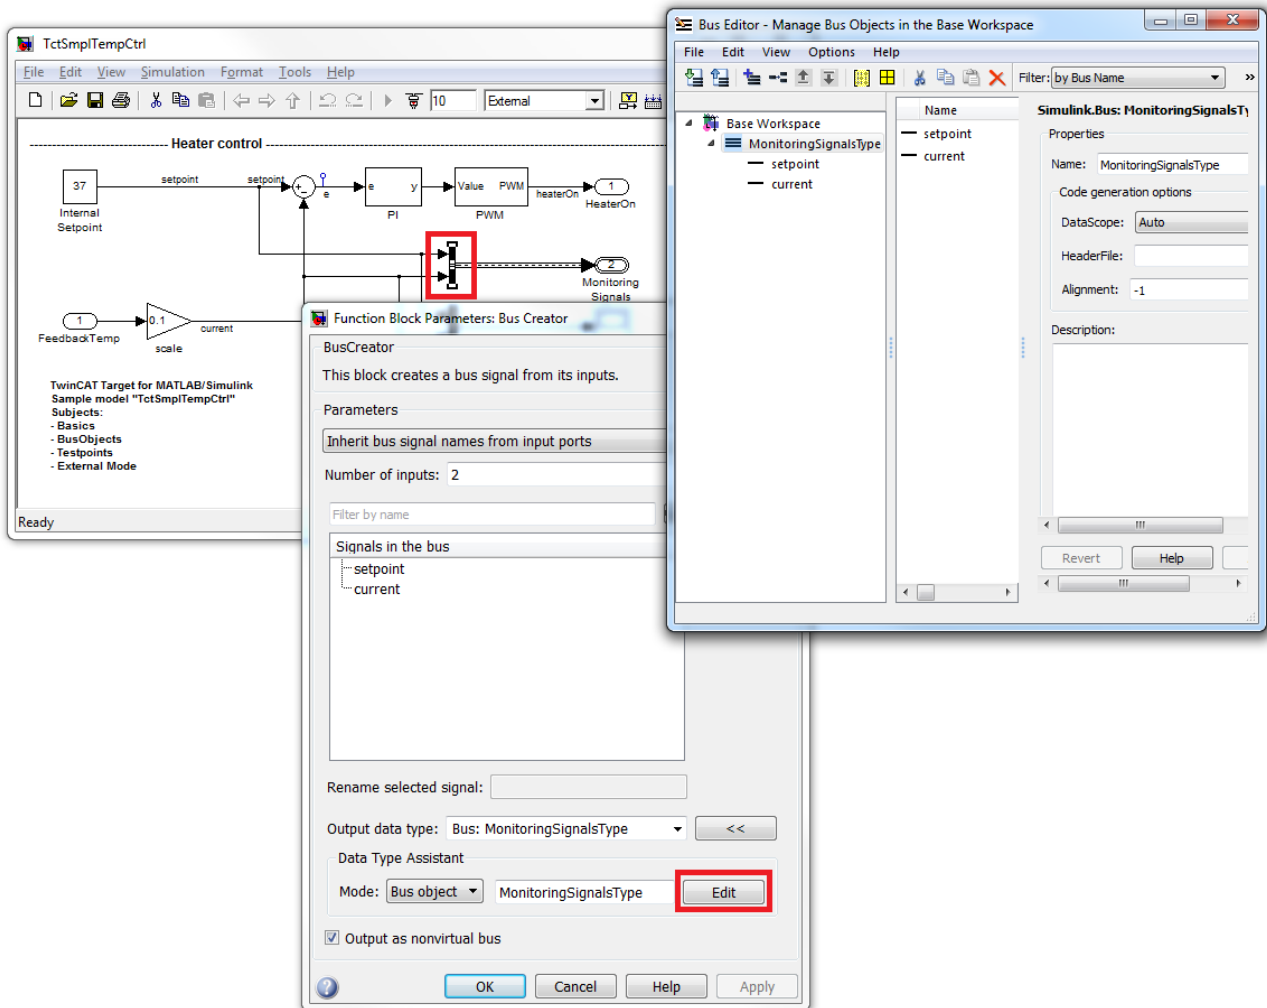 TctSmplTempCtrl
File Edit View Simulation Format Tools Help
10 External
Heater control
37
setpoint
setpoint
e
e y
Value PWM
heaterOn
1
Internal
Setpoint
PI
PWM
HeaterOn
2
Monitoring
Signals
1
0.1
current
FeedbackTemp
scale
TwinCAT Target for MATLAB/Simulink
Sample model "TctSmplTempCtrl"
Subjects:
- Basics
- BusObjects
- Testpoints
- External Mode
Ready
Function Block Parameters: Bus Creator
BusCreator
This block creates a bus signal from its inputs.
Parameters
Inherit bus signal names from input ports
Number of inputs: 2
Filter by name
Signals in the bus
setpoint
current
Rename selected signal:
Output data type: Bus: MonitoringSignalsType <<
Data Type Assistant
Mode: Bus object MonitoringSignalsType Edit
Output as nonvirtual bus
OK Cancel Help Apply
Bus Editor - Manage Bus Objects in the Base Workspace
File Edit View Options Help
Filter: by Bus Name »
Base Workspace
MonitoringSignalsType
setpoint
current
Name
setpoint
current
Simulink.Bus: MonitoringSignalsTy
Properties
Name: MonitoringSignalsType
Code generation options
DataScope: Auto
HeaderFile:
Alignment: -1
Description:
Revert Help